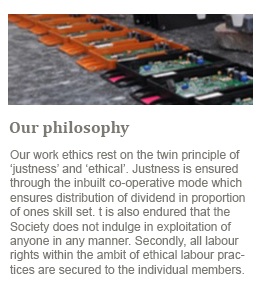 Our philosophy
Our work ethics rest on the twin principle of
‘justness’ and ‘ethical’. Justness is ensured
through the inbuilt co-operative mode which
ensures distribution of dividend in proportion
of ones skill set. t is also endured that the
Society does not indulge in exploitation of
anyone in any manner. Secondly, all labour
rights within the ambit of ethical labour prac-
tices are secured to the individual members.